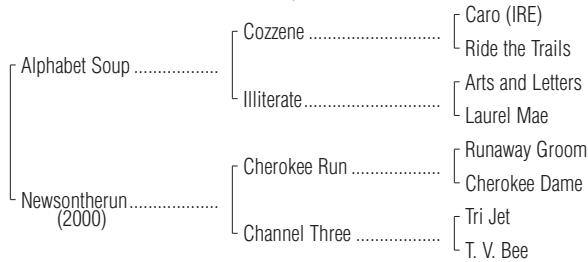 Caro (IRE)
Cozzene ............................
Ride the Trails
Alphabet Soup ..................
Arts and Letters
Illiterate.............................
Laurel Mae
Runaway Groom
Cherokee Run ...................
Cherokee Dame
Newsontherun...................
(2000)
Tri Jet
Channel Three ..................
T. V. Bee